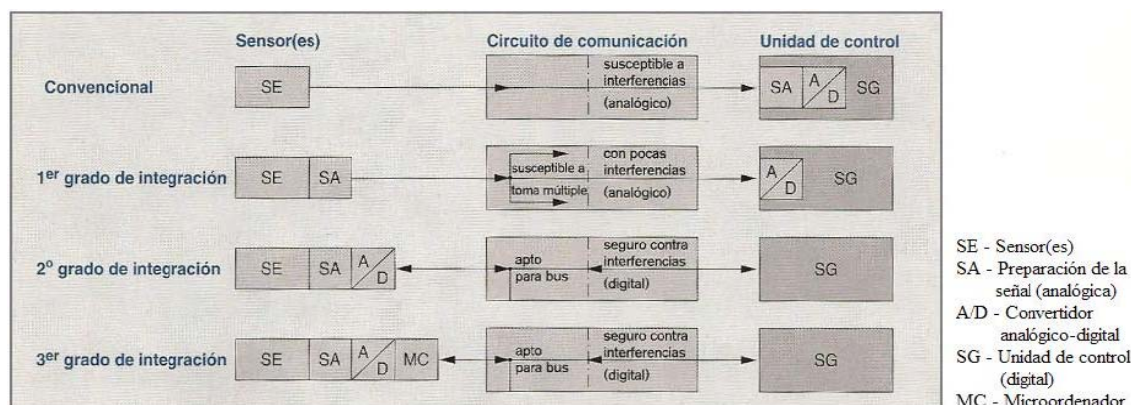 Sensor(es) Circuito de comunicación Unidad de control
Convencional
SE
susceptible a
interferencias
(analógico)
SA A/D SG
1er grado de integración
SE SA
susceptible a
toma múltiple
con pocas
interferencias
(analógico)
A/D SG
2º grado de integración
SE SA A/D
apto
para bus
seguro contra
interferencias
(digital)
SG
3er grado de integración
SE SA A/D MC
apto
para bus
seguro contra
interferencias
(digital)
SG
SE - Sensor(es)
SA - Preparación de la
señal (analógica)
A/D - Convertidor
analógico-digital
SG - Unidad de control
(digital)
MC - Microordenador